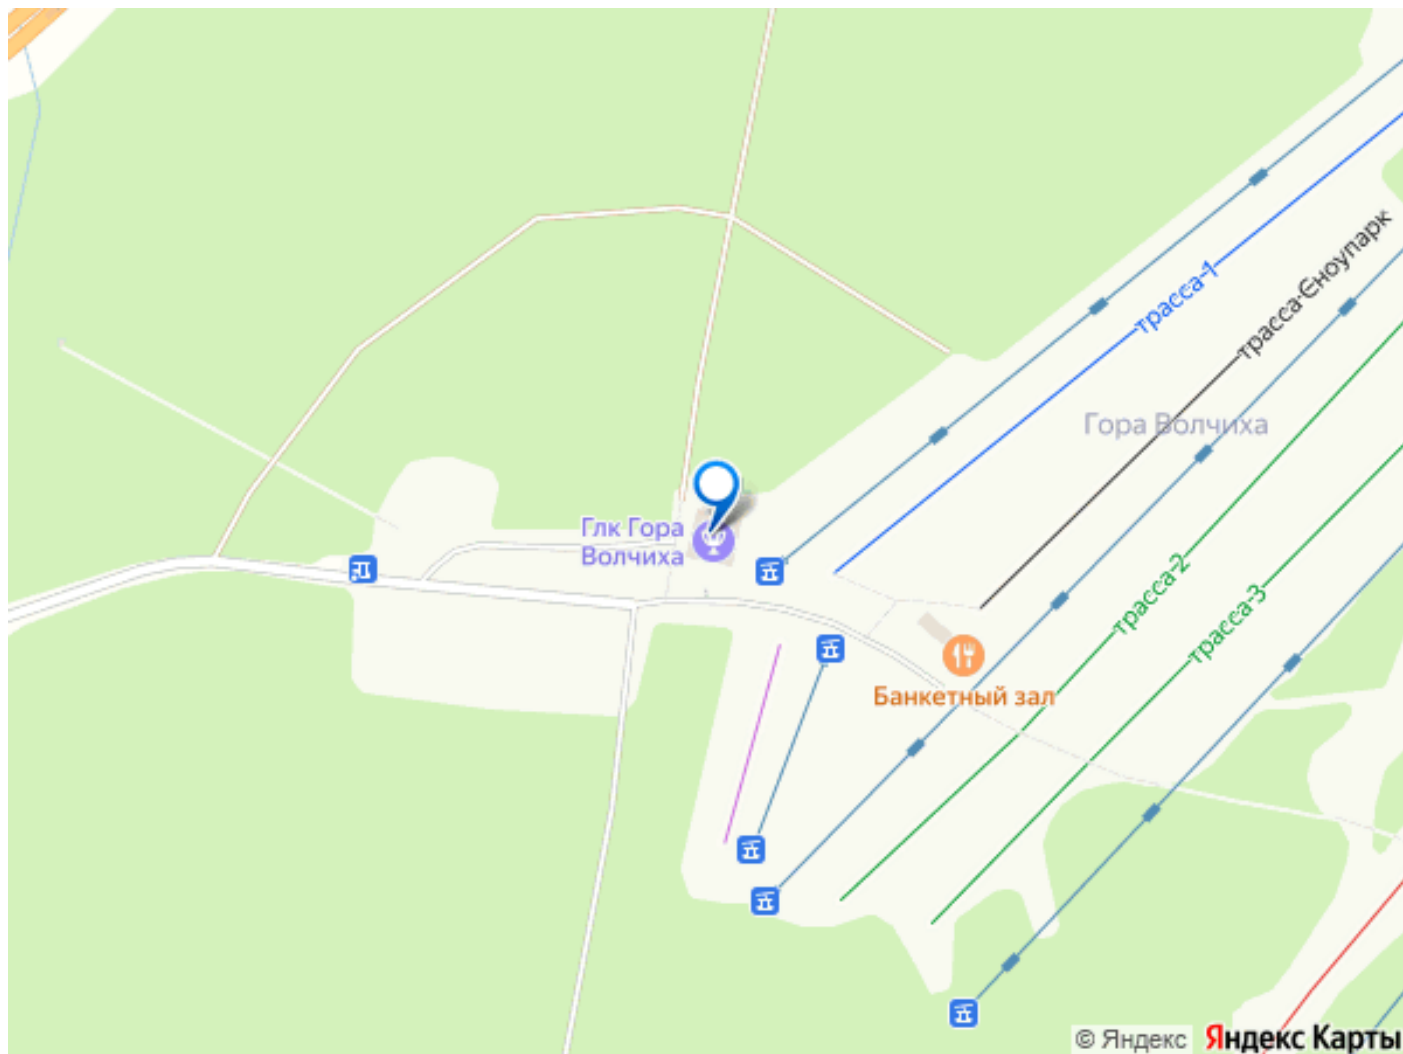 трасса-1
трасса-Сноупарк
Гора Волчиха
Глк Гора
Волчиха
трасса-2
трасса-3
Банкетный зал
© Яндекс Яндекс Карты